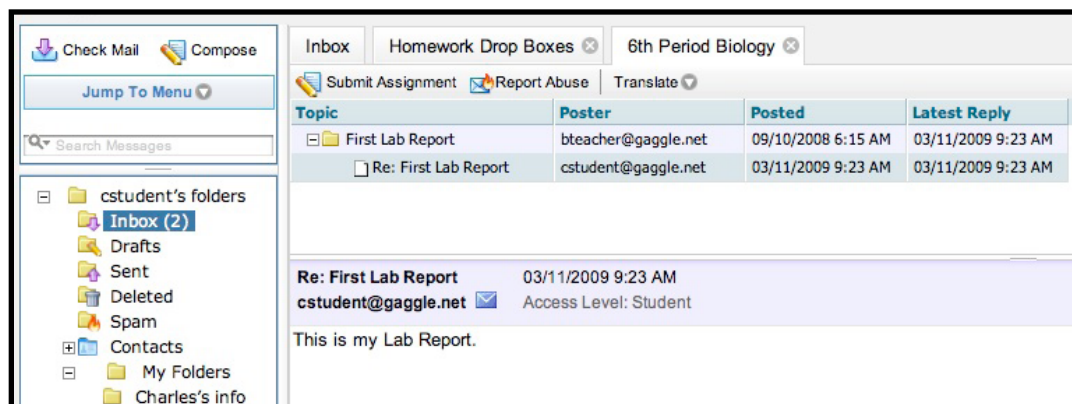 Check Mail Compose
Jump To Menu
Search Messages
cstudent's folders
Inbox (2)
Drafts
Sent
Deleted
Spam
Contacts
My Folders
Charles's info
Inbox Homework Drop Boxes 6th Period Biology
Submit Assignment Report Abuse Translate
Topic Poster Posted Latest Reply
First Lab Report bteacher@gaggle.net 09/10/2008 6:15 AM 03/11/2009 9:23 AM
Re: First Lab Report cstudent@gaggle.net 03/11/2009 9:23 AM 03/11/2009 9:23 AM
Re: First Lab Report 03/11/2009 9:23 AM
cstudent@gaggle.net Access Level: Student
This is my Lab Report.